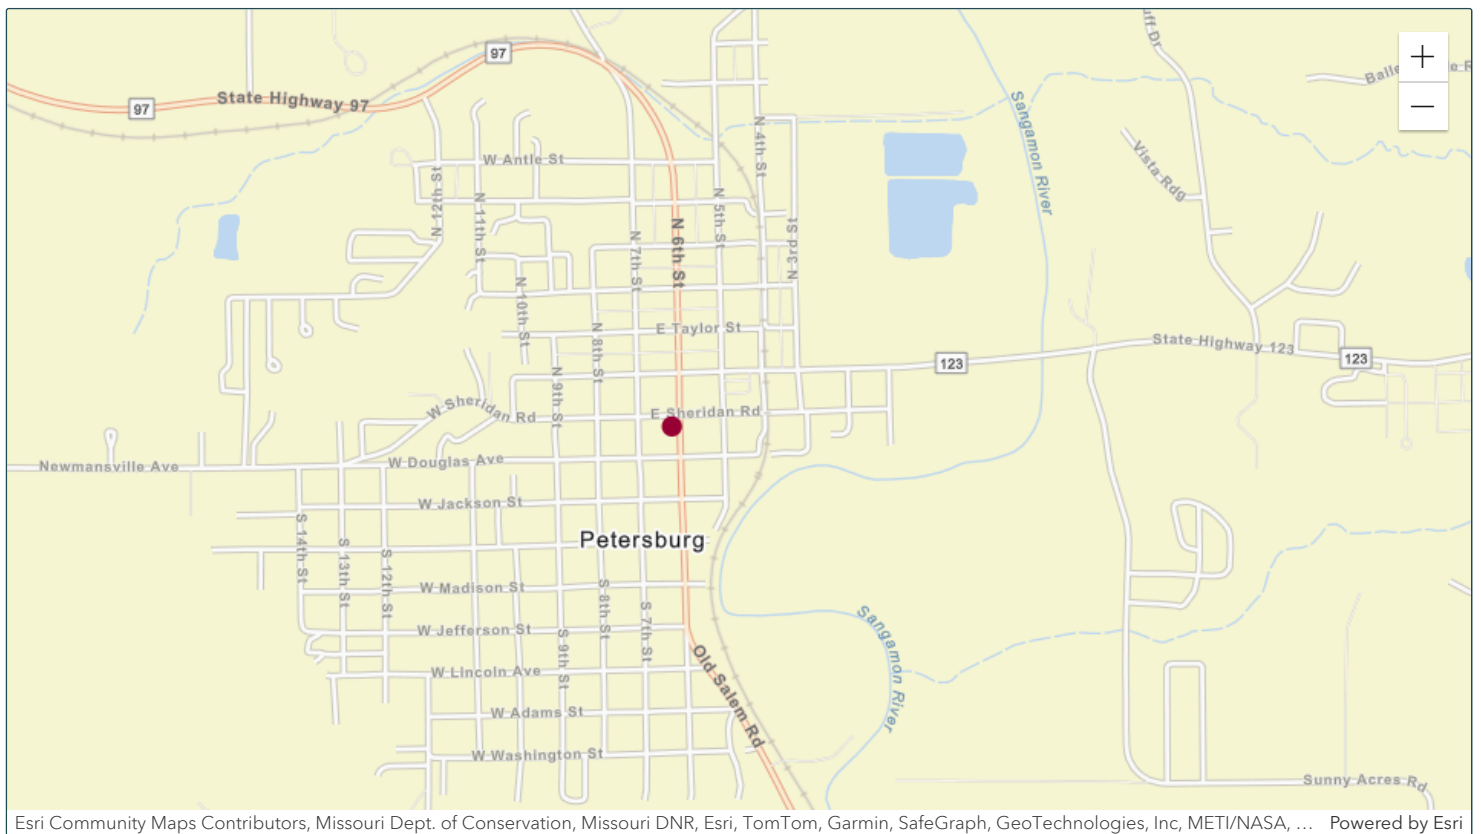 uff Dr
97
+
Balle
e R
−
State Highway 97
97
N 4th St
Sangamon River
W Antle St
Vista Rdg
N 12th St
N 11th St
N 5th St
N 6th St
N 7th St
N 3rd St
N 10th St
E Taylor St
N 8th St
State Highway 123
123
123
N 9th St
W Sheridan Rd
E Sheridan Rd
Newmansville Ave
W Douglas Ave
W Jackson St
S 14th St
S 13th St
S 12th St
Petersburg
W Madison St
S 8th St
S 7th St
Sangamon River
W Jefferson St
S 9th St
W Lincoln Ave
Old Salem Rd
W Adams St
W Washington St
Sunny Acres Rd
Esri Community Maps Contributors, Missouri Dept. of Conservation, Missouri DNR, Esri, TomTom, Garmin, SafeGraph, GeoTechnologies, Inc, METI/NASA, … Powered by Esri